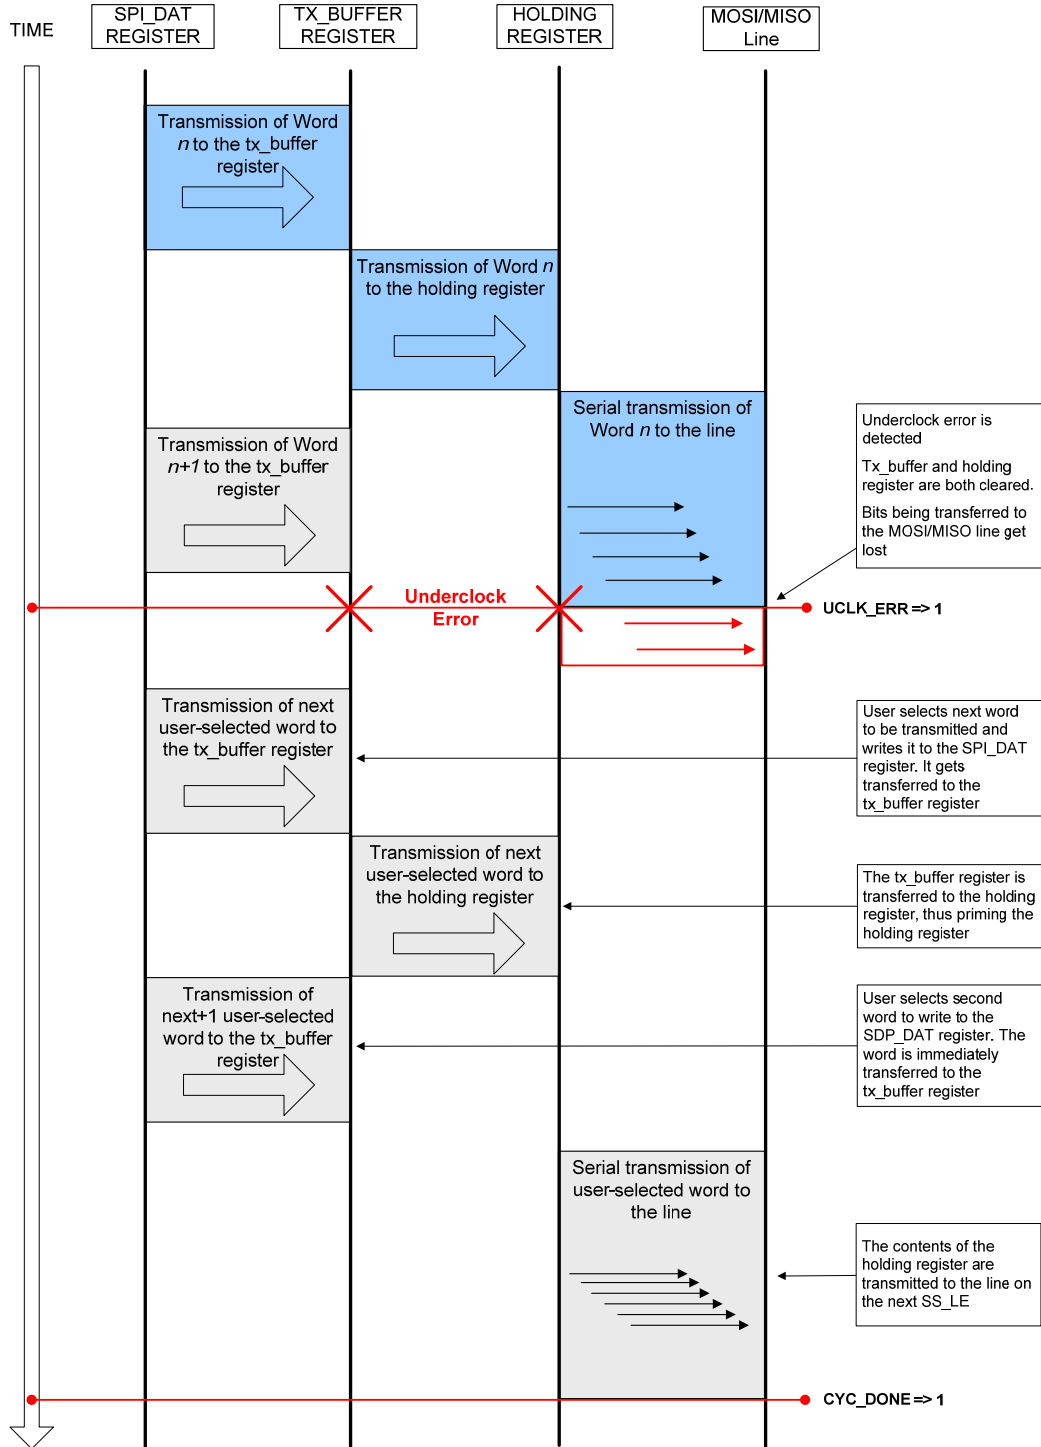 TIME
SPI_DAT
REGISTER
TX_BUFFER
REGISTER
HOLDING
REGISTER
MOSI/MISO
Line
Transmission of Word
n to the tx_buffer
register
Transmission of Word n
to the holding register
Serial transmission of
Word n to the line
Transmission of Word
n+1 to the tx_buffer
register
Underclock error is
detected
Tx_buffer and holding
register are both cleared.
Bits being transferred to
the MOSI/MISO line get
lost
Underclock
Error
UCLK_ERR => 1
Transmission of next
user-selected word to
the tx_buffer register
User selects next word
to be transmitted and
writes it to the SPI_DAT
register. It gets
transferred to the
tx_buffer register
Transmission of next
user-selected word to
the holding register
The tx_buffer register is
transferred to the holding
register, thus priming the
holding register
Transmission of
next+1 user-selected
word to the tx_buffer
register
User selects second
word to write to the
SDP_DAT register. The
word is immediately
transferred to the
tx_buffer register
Serial transmission of
user-selected word to
the line
The contents of the
holding register are
transmitted to the line on
the next SS_LE
CYC_DONE => 1